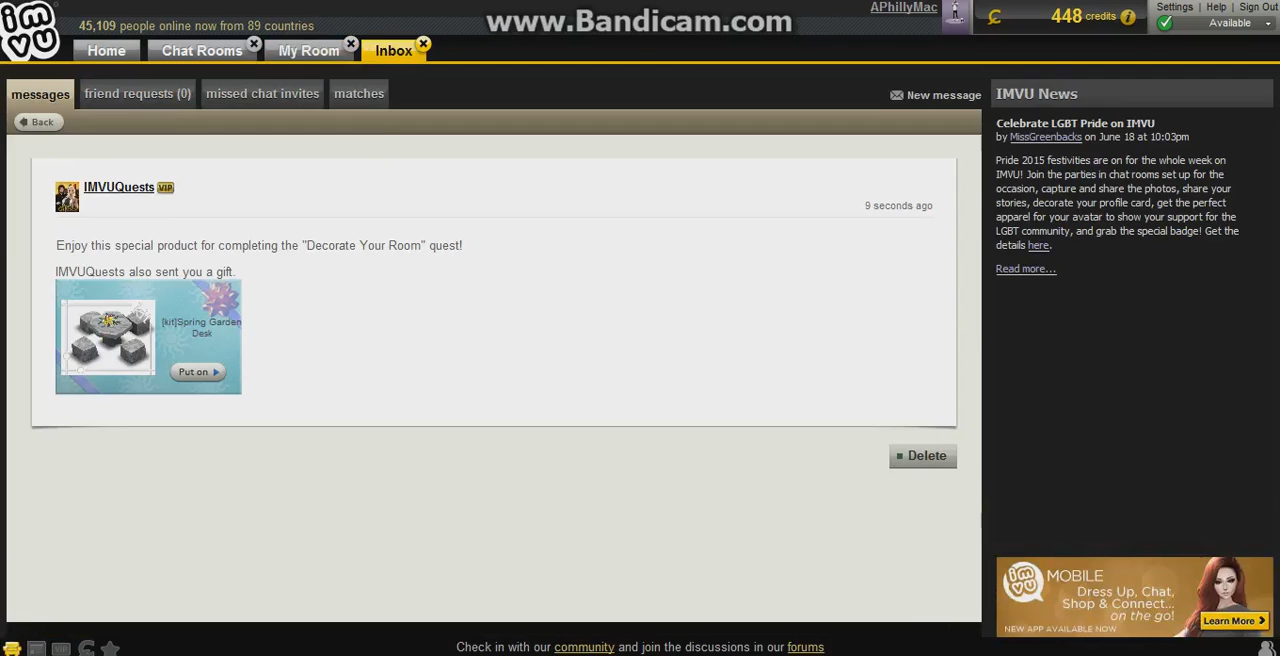 www.Bandicam.com
imvu
45,109 people online now from 89 countries
APhillyMac
448 credits
Settings | Help | Sign Out
Available
Home
Chat Rooms
My Room
Inbox
messages
friend requests (0)
missed chat invites
matches
New message
Back
IMVUQuests VIP
9 seconds ago
Enjoy this special product for completing the "Decorate Your Room" quest!
IMVUQuests also sent you a gift.
[kit]Spring Garden
Desk
Put on
Delete
IMVU News
Celebrate LGBT Pride on IMVU
by MissGreenbacks on June 18 at 10:03pm
Pride 2015 festivities are on for the whole week on
IMVU! Join the parties in chat rooms set up for the
occasion, capture and share the photos, share your
stories, decorate your profile card, get the perfect
apparel for your avatar to show your support for the
LGBT community, and grab the special badge! Get the
details here.
Read more...
imvu
MOBILE
Dress Up, Chat,
Shop & Connect...
on the go!
NEW APP AVAILABLE NOW
Learn More
VIP
Check in with our community and join the discussions in our forums